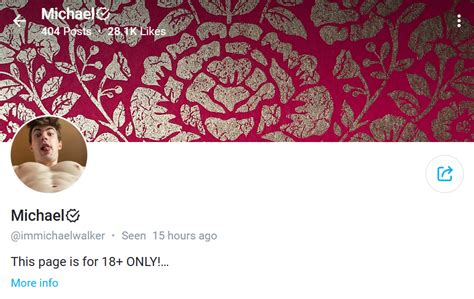 Michael
404 Posts • 28.1K Likes
Michael
@immichaelwalker • Seen 15 hours ago
This page is for 18+ ONLY!...
More info